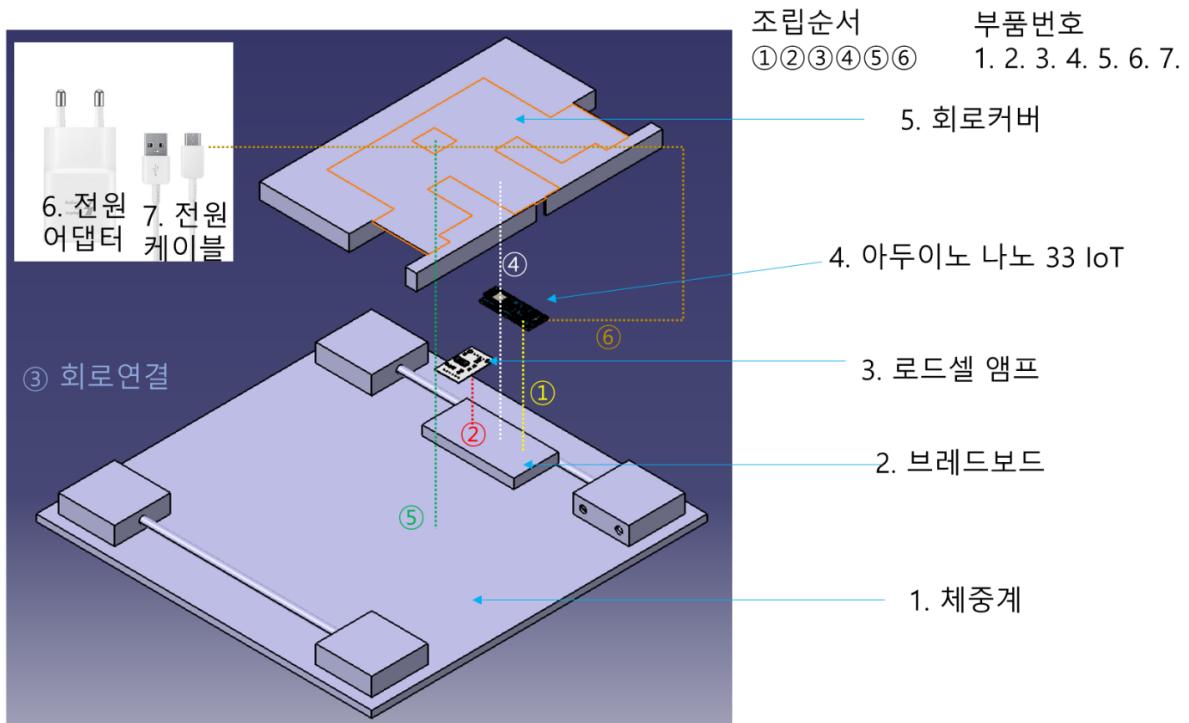 조립순서
①②③④⑤⑥
부품번호
1. 2. 3. 4. 5. 6. 7.
5. 회로커버
6. 전원
어댑터
7. 전원
케이블
④
4. 아두이노 나노 33 IoT
⑥
③ 회로연결
3. 로드셀 앰프
①
②
2. 브레드보드
⑤
1. 체중계